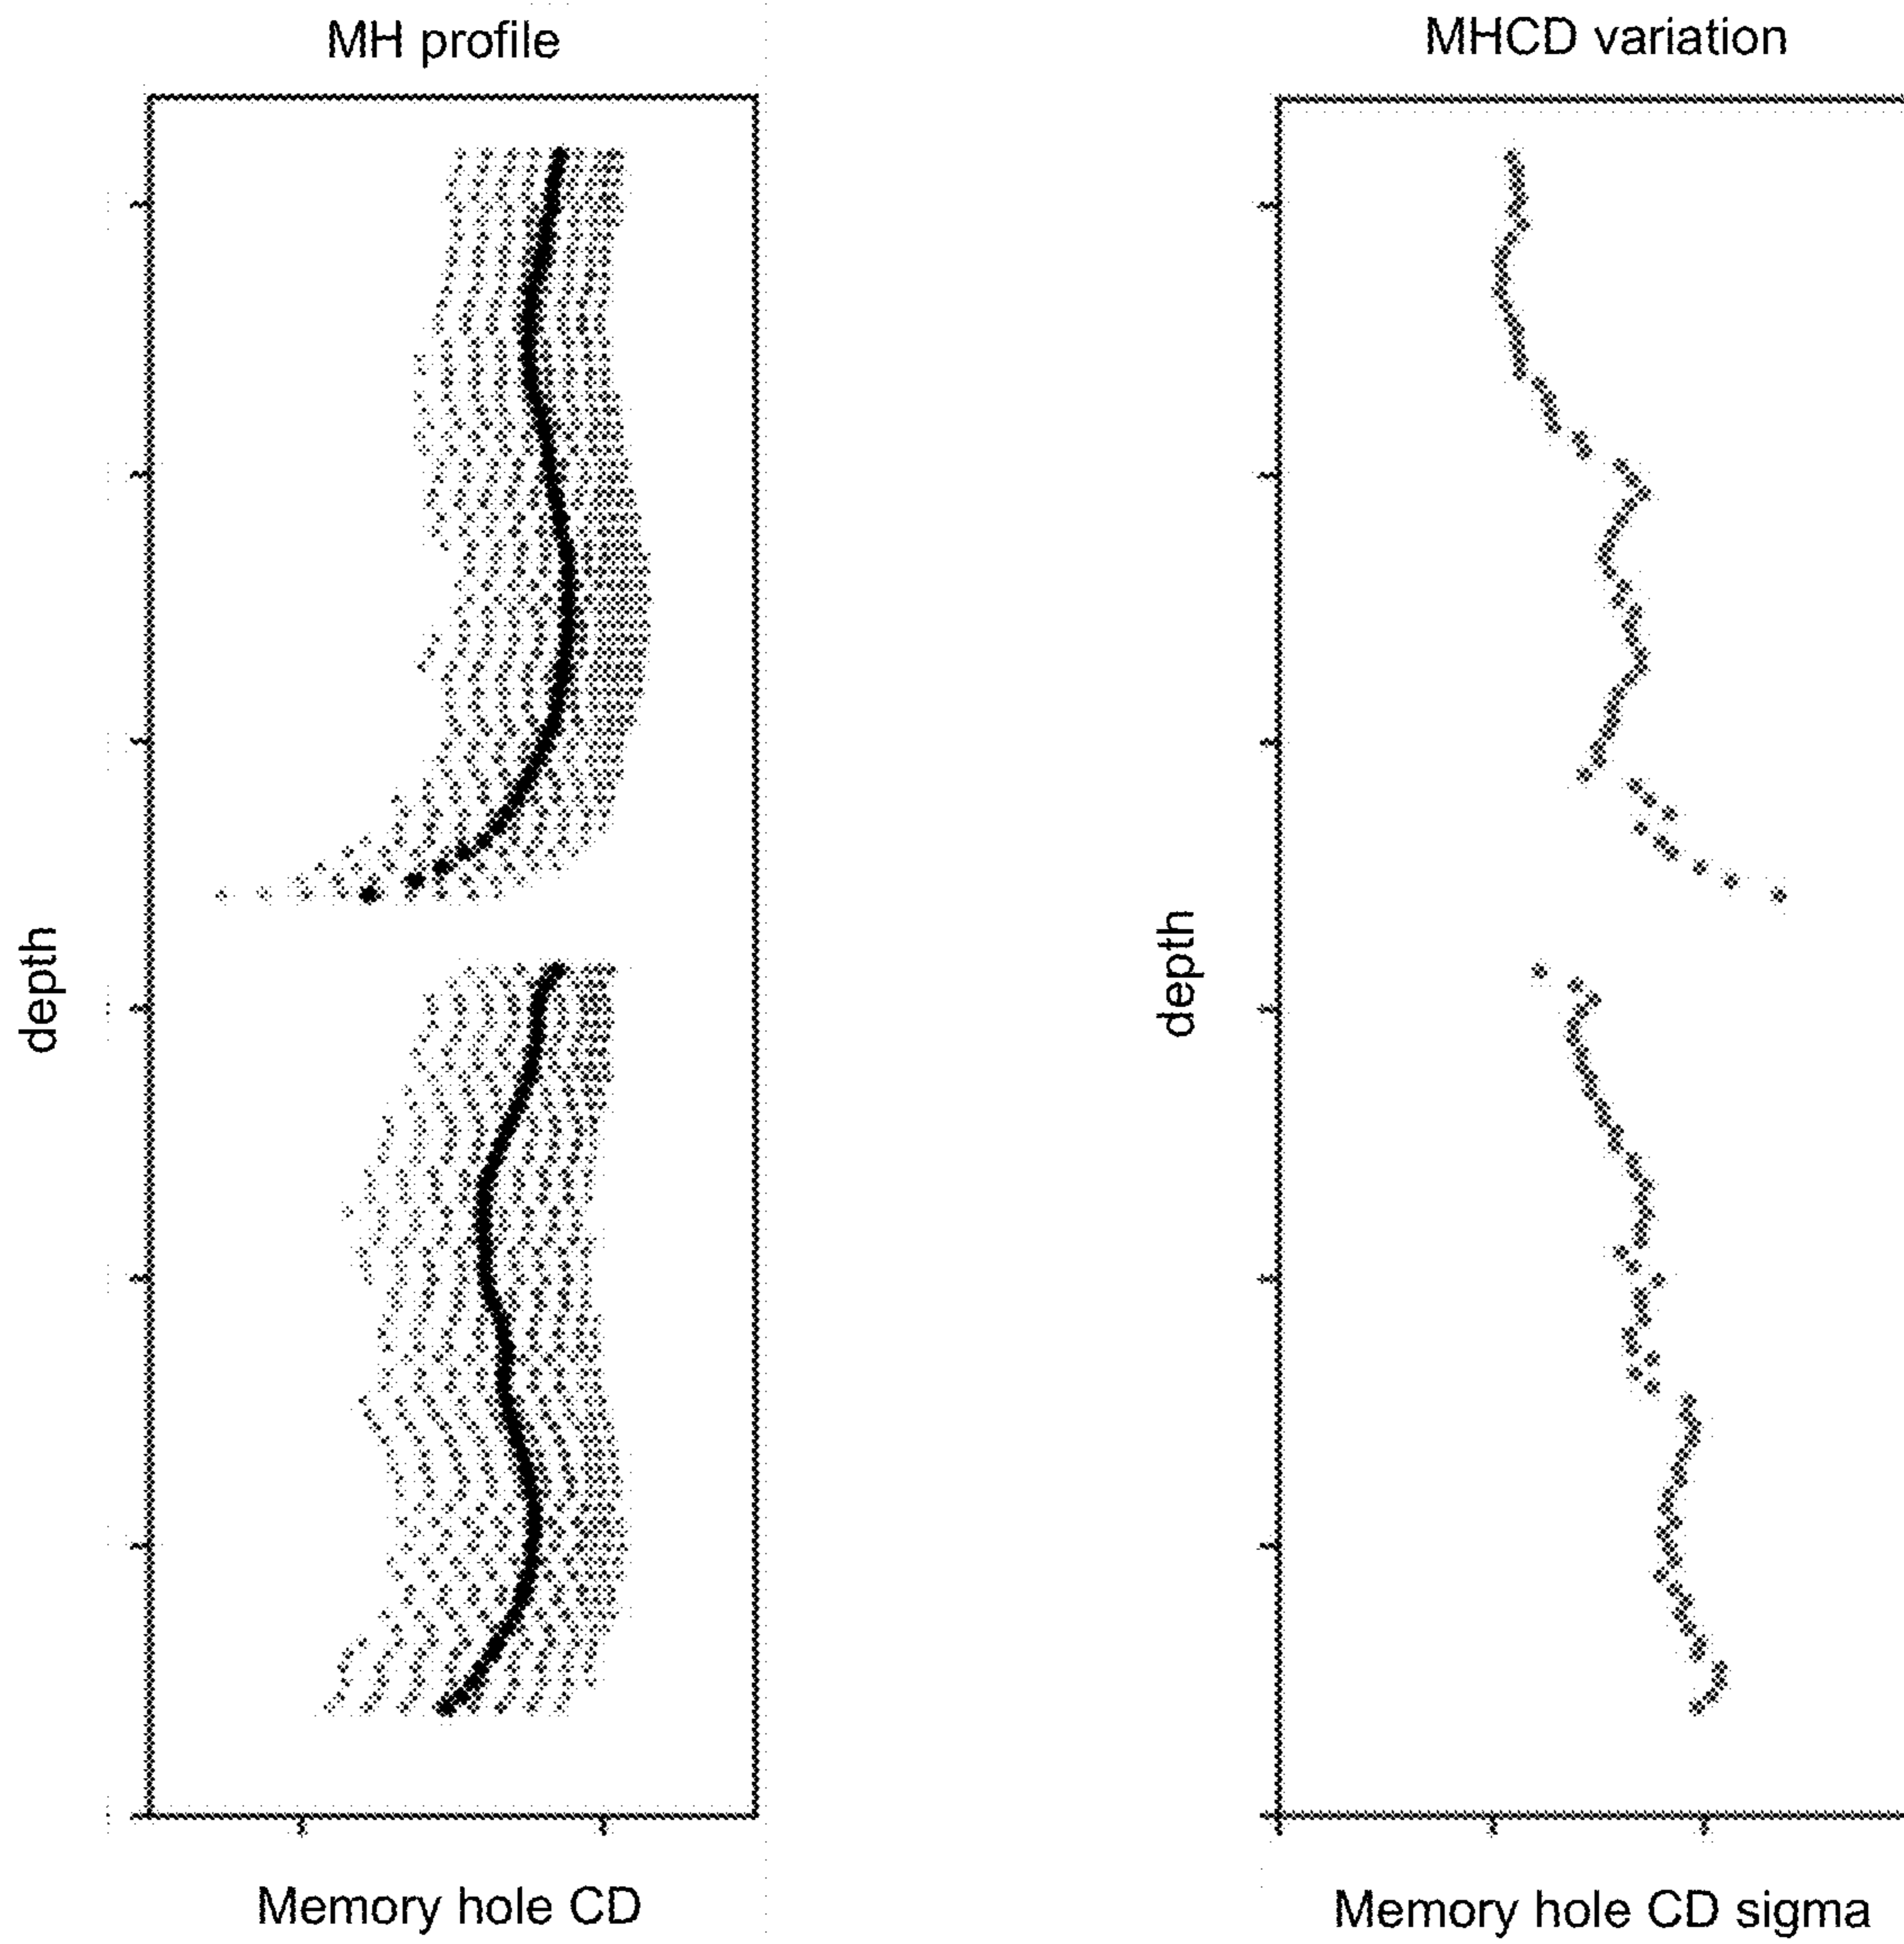 MH profile
depth
Memory hole CD
MHCD variation
depth
Memory hole CD sigma